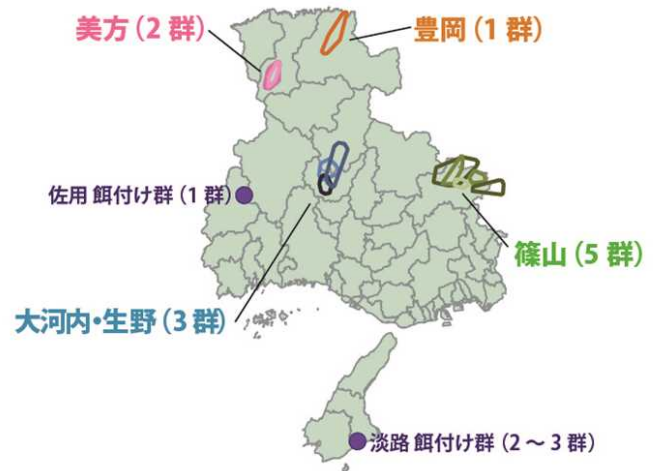 美方（2 群）
豊岡（1 群）
佐用 餌付け群（1 群）
篠山（5 群）
大河内・生野（3 群）
淡路 餌付け群（2 ～ 3 群）